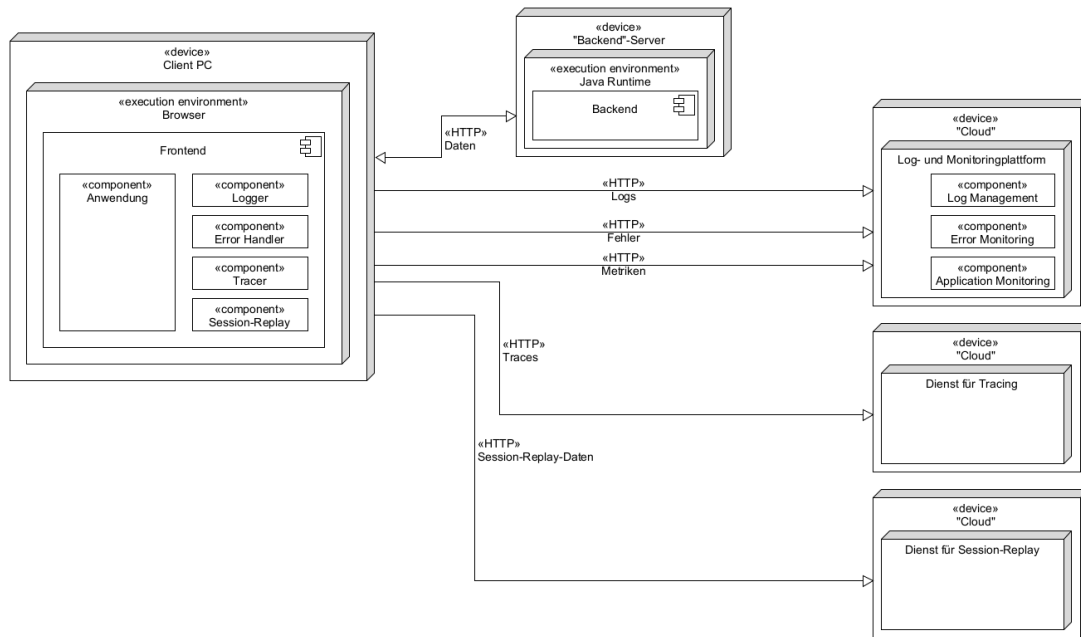 «device»
Client PC
«execution environment»
Browser
Frontend
«component»
Anwendung
«component»
Logger
«component»
Error Handler
«component»
Tracer
«component»
Session-Replay
«device»
"Backend"-Server
«execution environment»
Java Runtime
Backend
«HTTP»
Daten
«HTTP»
Logs
«HTTP»
Fehler
«HTTP»
Metriken
«HTTP»
Traces
«HTTP»
Session-Replay-Daten
«device»
"Cloud"
Log- und Monitoringplattform
«component»
Log Management
«component»
Error Monitoring
«component»
Application Monitoring
«device»
"Cloud"
Dienst für Tracing
«device»
"Cloud"
Dienst für Session-Replay